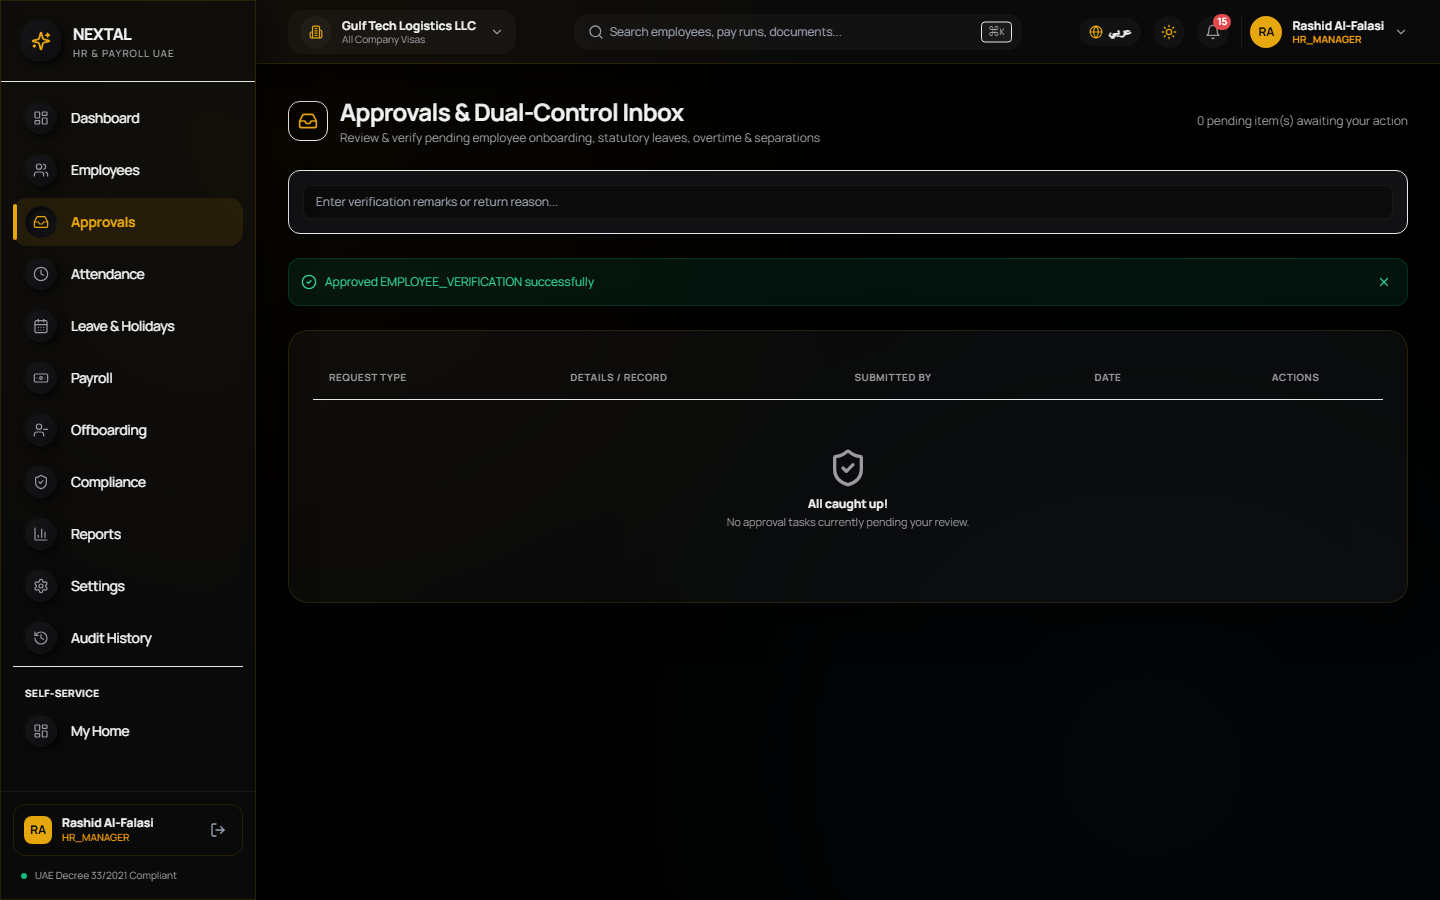 NEXTAL
HR & PAYROLL UAE
Dashboard
Employees
Approvals
Attendance
Leave & Holidays
Payroll
Offboarding
Compliance
Reports
Settings
Audit History
SELF-SERVICE
My Home
RA
Rashid Al-Falasi
HR_MANAGER
UAE Decree 33/2021 Compliant
Gulf Tech Logistics LLC
All Company Visas
Search employees, pay runs, documents...
⌘K
عربي
15
RA
Rashid Al-Falasi
HR_MANAGER
Approvals & Dual-Control Inbox
Review & verify pending employee onboarding, statutory leaves, overtime & separations
0 pending item(s) awaiting your action
Enter verification remarks or return reason...
Approved EMPLOYEE_VERIFICATION successfully
REQUEST TYPE DETAILS / RECORD SUBMITTED BY DATE ACTIONS
All caught up!
No approval tasks currently pending your review.